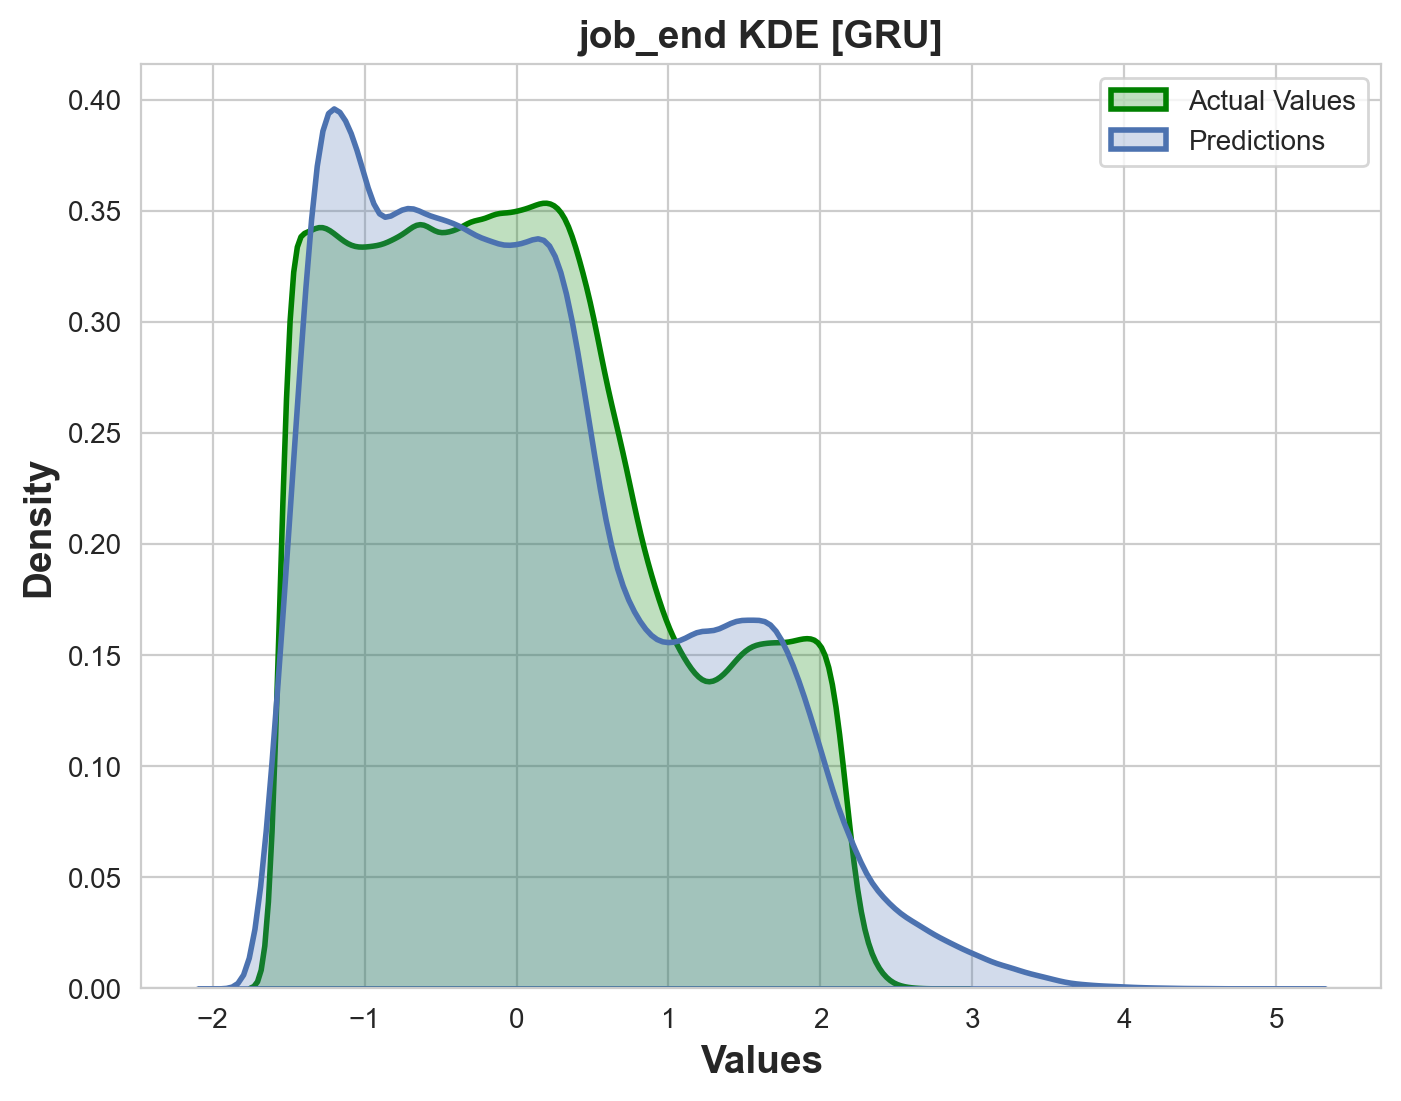 job_end KDE [GRU]
Actual Values
Predictions
0.40
0.35
0.30
0.25
0.20
0.15
0.10
0.05
0.00
Density
−2 −1 0 1 2 3 4 5
Values